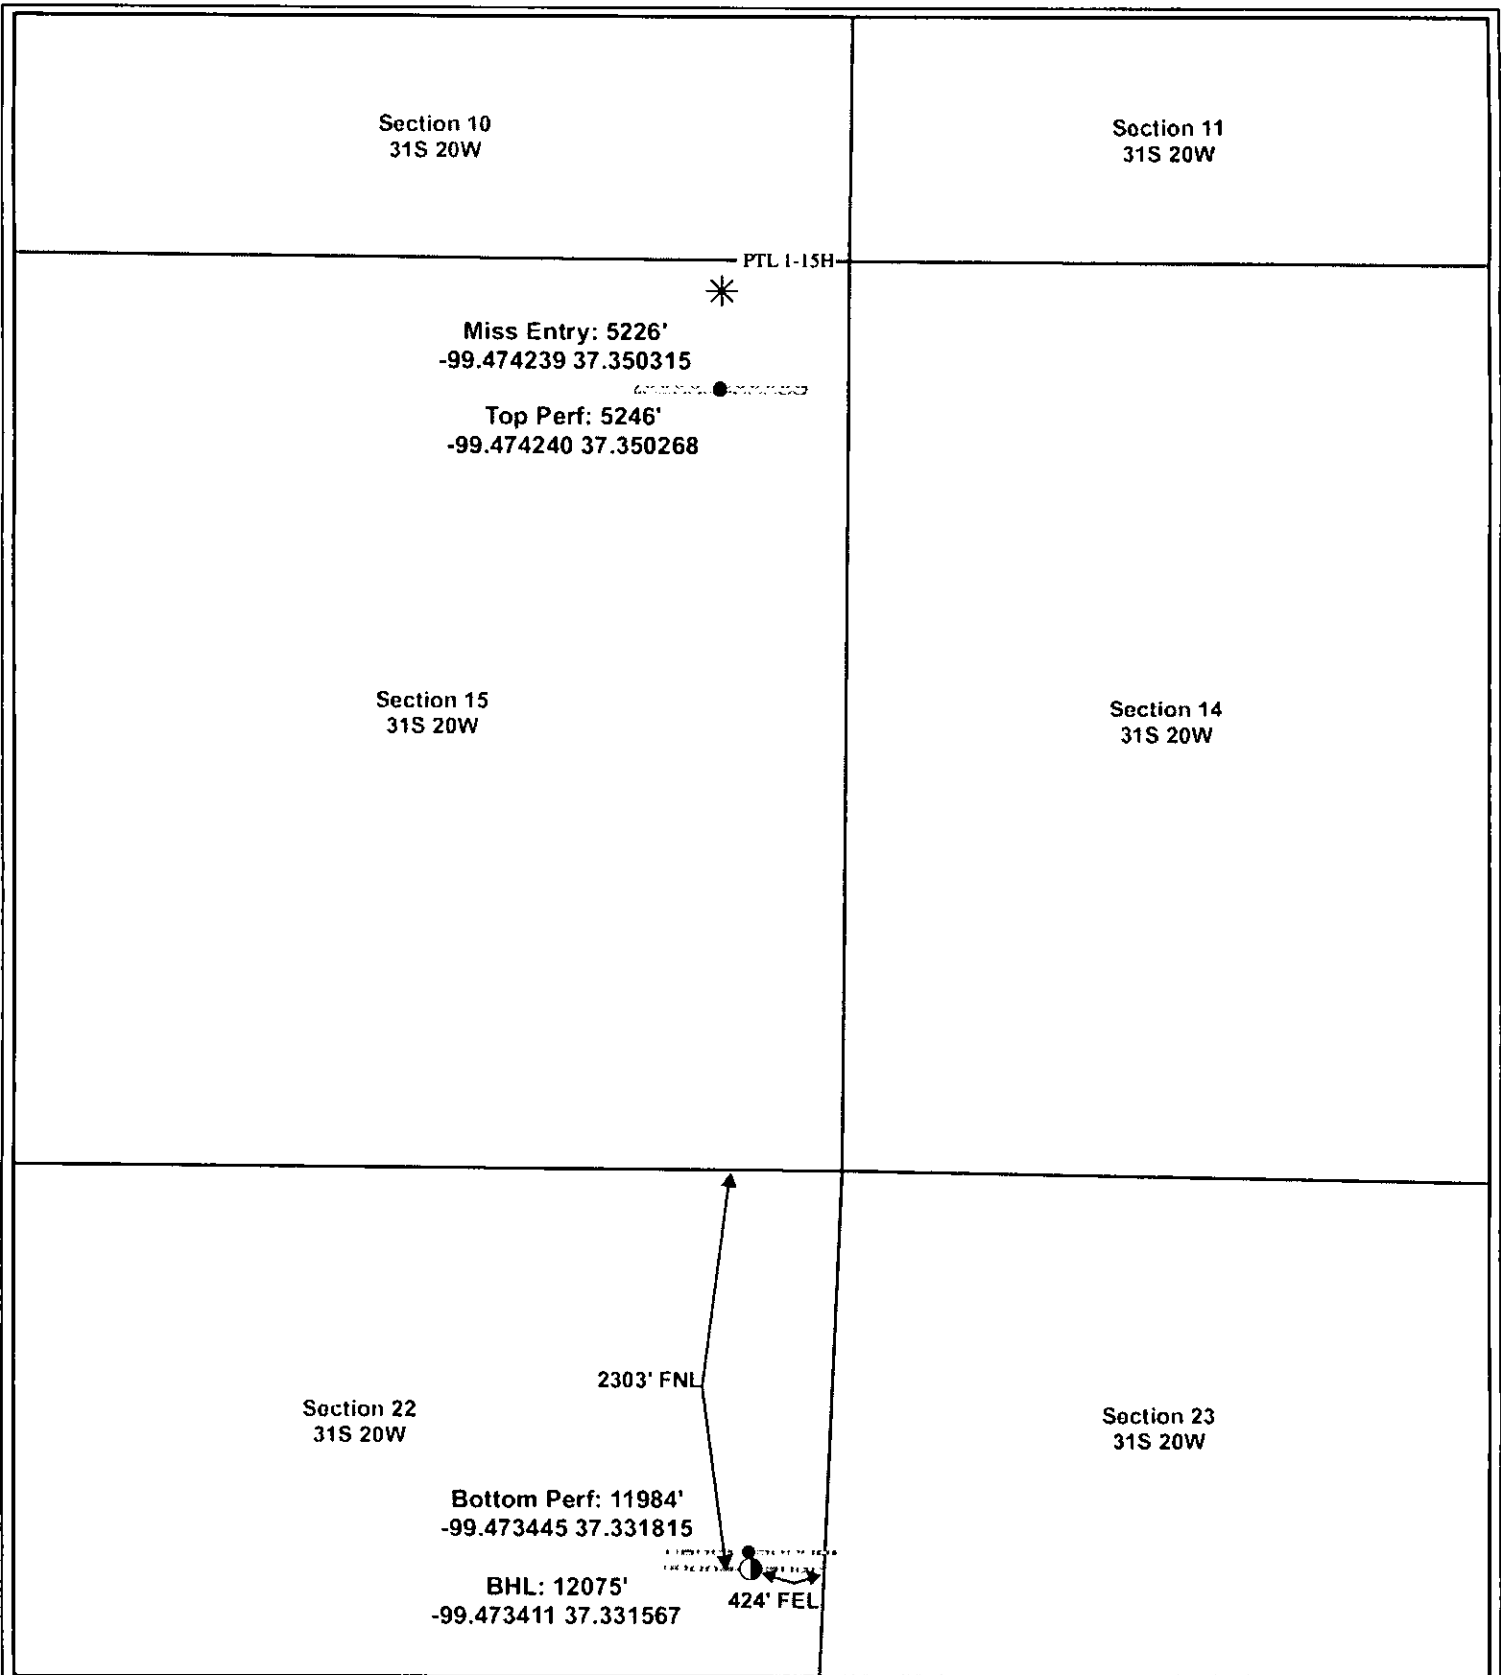 Section 10
31S 20W
Section 11
31S 20W
PTL 1-15H
Miss Entry: 5226'
-99.474239 37.350315
Top Perf: 5246'
-99.474240 37.350268
Section 15
31S 20W
Section 14
31S 20W
2303' FNL
Section 22
31S 20W
Section 23
31S 20W
Bottom Perf: 11984'
-99.473445 37.331815
BHL: 12075'
-99.473411 37.331567
424' FEL